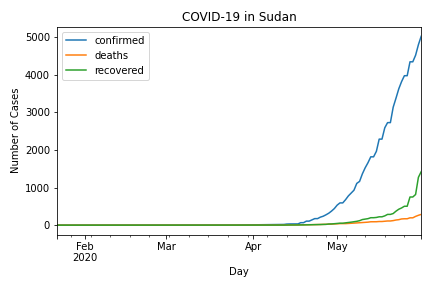 COVID-19 in Sudan
confirmed
deaths
recovered
Number of Cases
5000
4000
3000
2000
1000
0
Feb
2020
Mar
Apr
May
Day